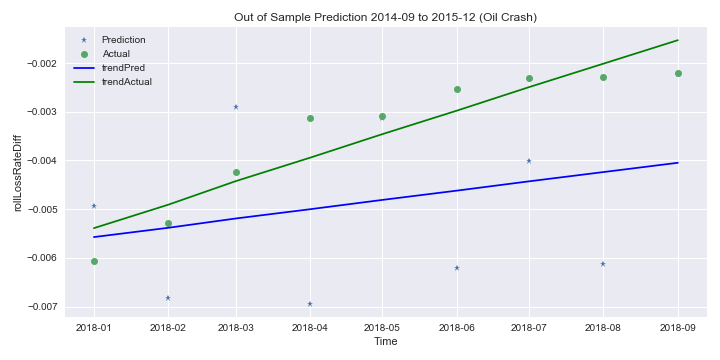 Out of Sample Prediction 2014-09 to 2015-12 (Oil Crash)
Prediction
Actual
trendPred
trendActual
rollLossRateDiff
−0.002
−0.003
−0.004
−0.005
−0.006
−0.007
2018-01 2018-02 2018-03 2018-04 2018-05 2018-06 2018-07 2018-08 2018-09
Time